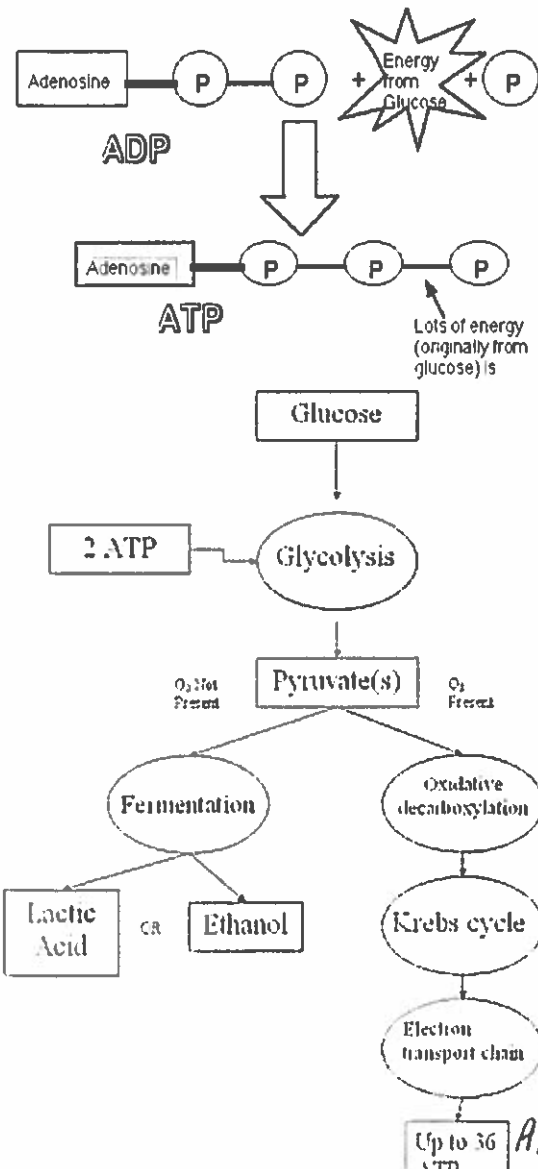 Adenosine
P
P
+
Energy
from
Glucose
+
P
ADP
Adenosine
P
P
P
ATP
Lots of energy
(originally from
glucose) is
Glucose
2 ATP
Glycolysis
Pyruvate(s)
O₂ Not
Present
O₂
Present
Fermentation
Oxidative
decarboxylation
Lactic
Acid
OR
Ethanol
Krebs cycle
Electron
transport chain
Up to 36
ATP